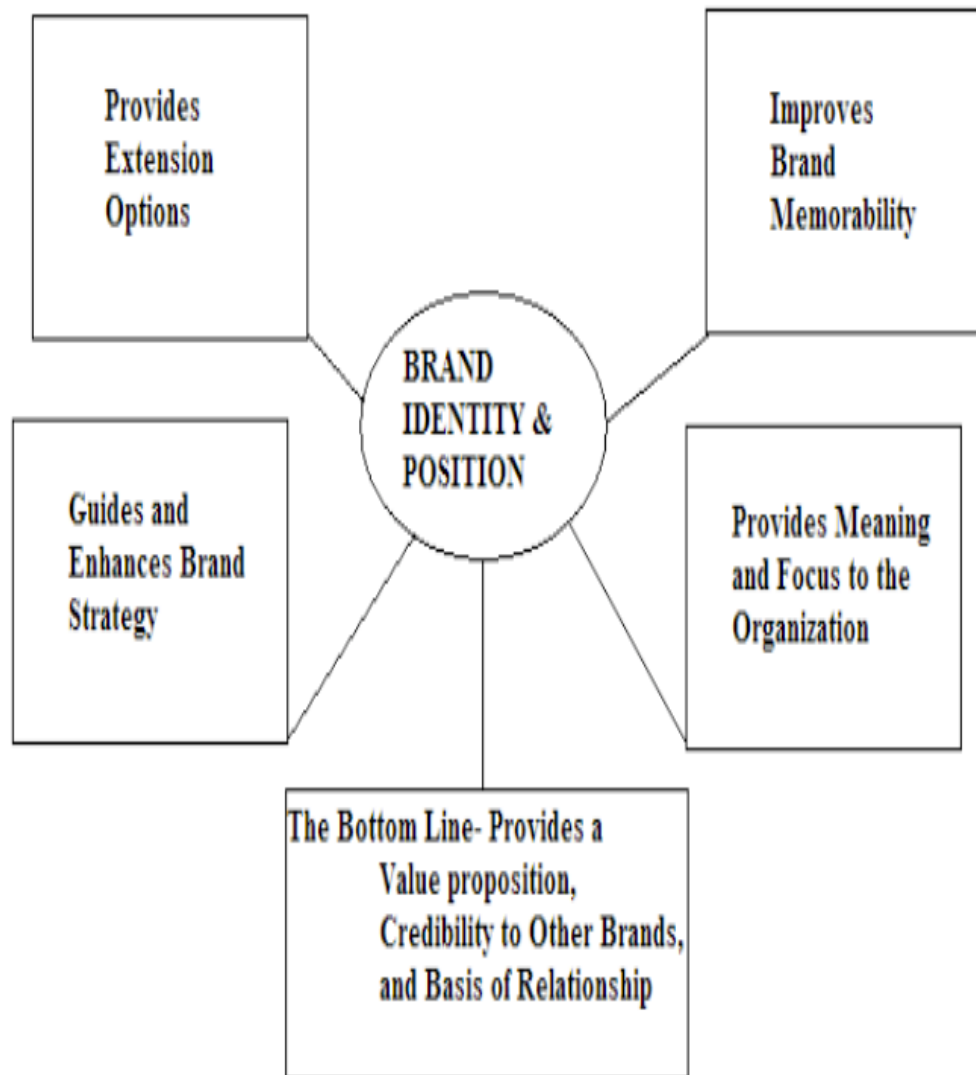 Provides
Extension
Options
Improves
Brand
Memorability
BRAND
IDENTITY &
POSITION
Guides and
Enhances Brand
Strategy
Provides Meaning
and Focus to the
Organization
The Bottom Line- Provides a
Value proposition,
Credibility to Other Brands,
and Basis of Relationship